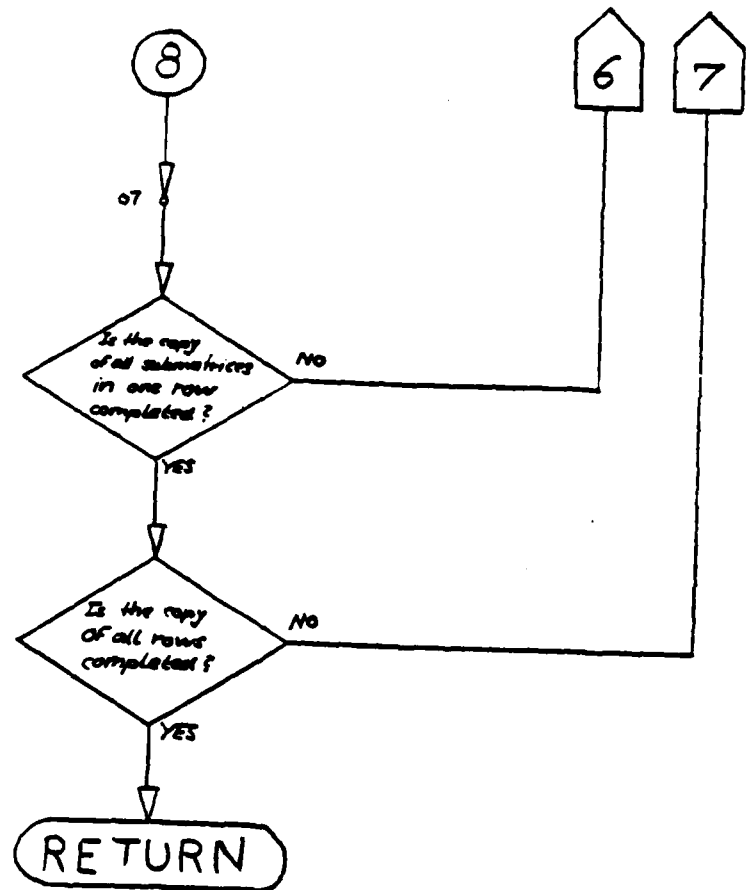 8
6
7
07
Is the copy
of all submatrices
in one row
completed?
NO
YES
Is the copy
of all rows
completed?
NO
YES
RETURN